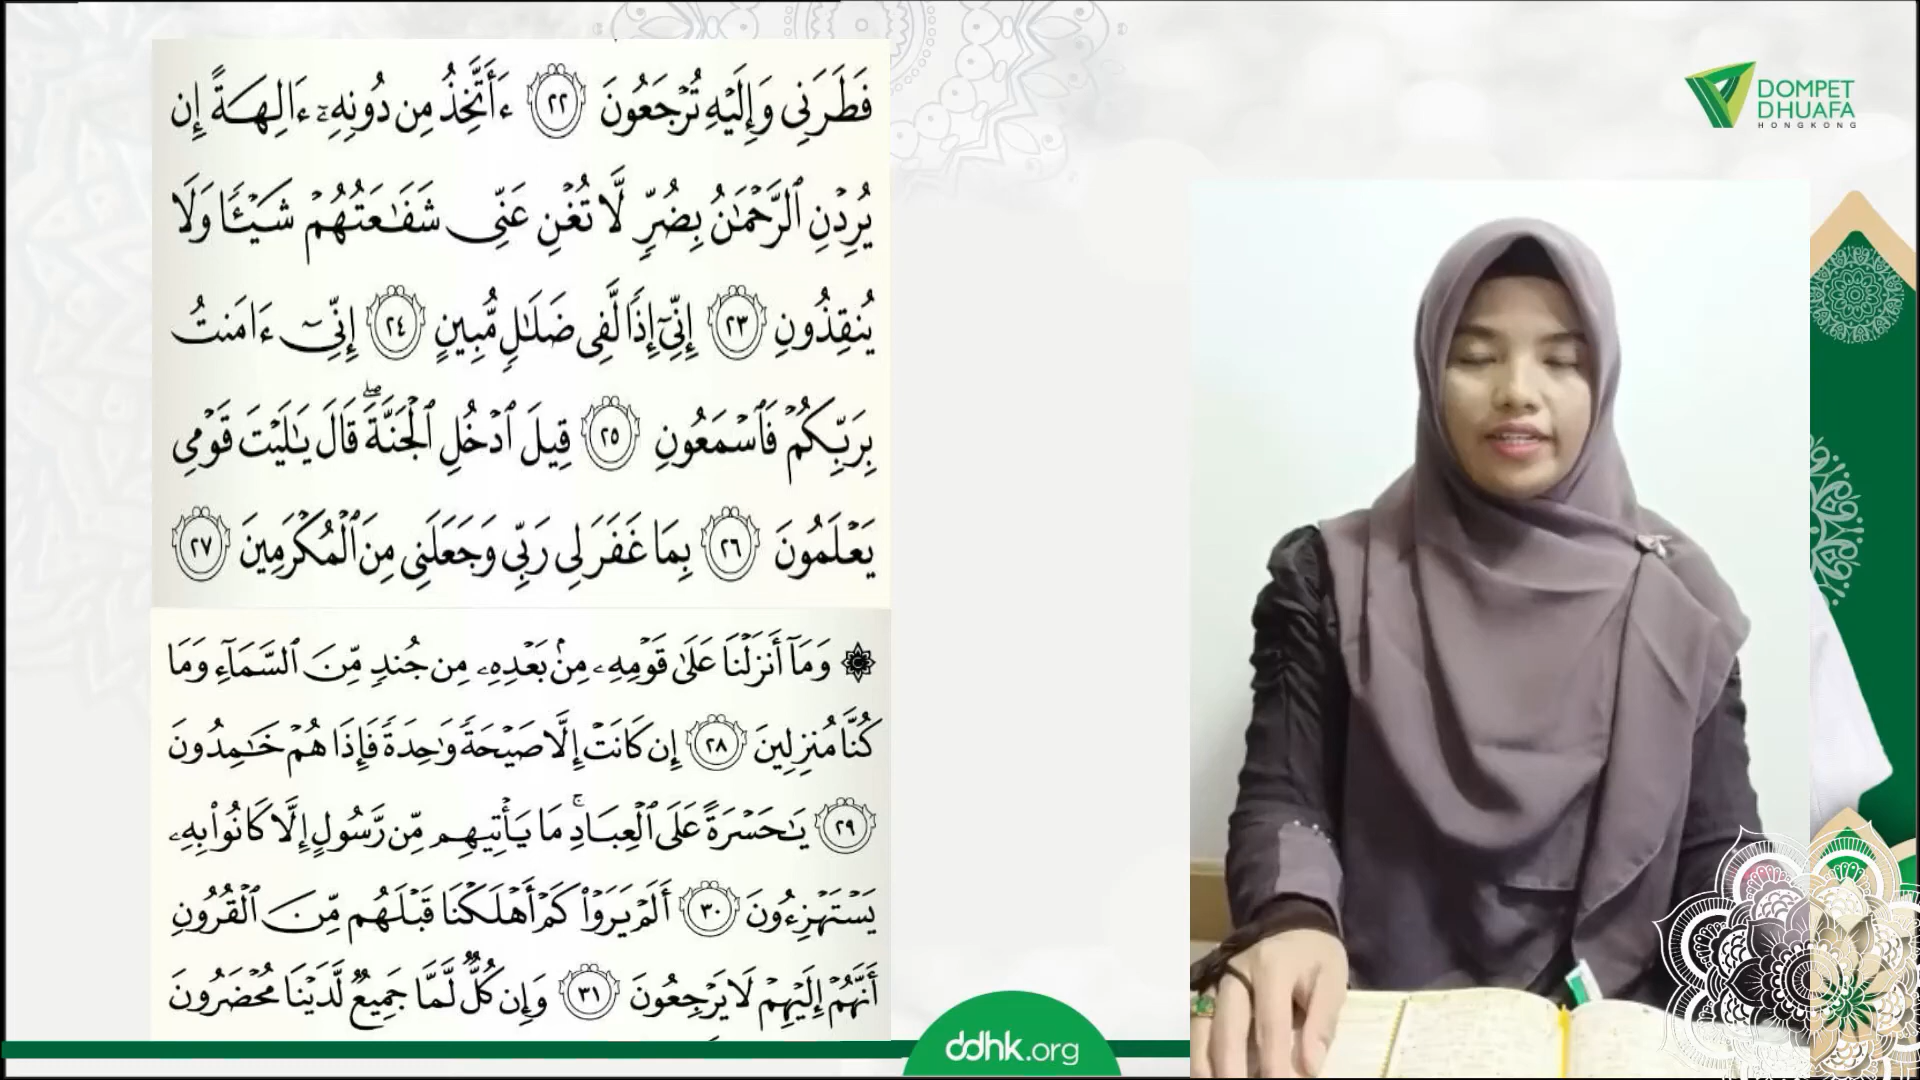 فَطَرَنِى وَإِلَيْهِ تُرْجَعُونَ ٢٢ ءَأَتَّخِذُ مِن دُونِهِۦٓ ءَالِهَةً إِن
يُرِدْنِ ٱلرَّحْمَٰنُ بِضُرٍّ لَّا تُغْنِ عَنِّى شَفَٰعَتُهُمْ شَيْـًٔا وَلَا
يُنقِذُونِ ٢٣ إِنِّىٓ إِذًا لَّفِى ضَلَٰلٍ مُّبِينٍ ٢٤ إِنِّىٓ ءَامَنتُ
بِرَبِّكُمْ فَٱسْمَعُونِ ٢٥ قِيلَ ٱدْخُلِ ٱلْجَنَّةَ ۖ قَالَ يَٰلَيْتَ قَوْمِى
يَعْلَمُونَ ٢٦ بِمَا غَفَرَ لِى رَبِّى وَجَعَلَنِى مِنَ ٱلْمُكْرَمِينَ ٢٧
۞ وَمَآ أَنزَلْنَا عَلَىٰ قَوْمِهِۦ مِنۢ بَعْدِهِۦ مِن جُندٍ مِّنَ ٱلسَّمَآءِ وَمَا
كُنَّا مُنزِلِينَ ٢٨ إِن كَانَتْ إِلَّا صَيْحَةً وَٰحِدَةً فَإِذَا هُمْ خَٰمِدُونَ
٢٩ يَٰحَسْرَةً عَلَى ٱلْعِبَادِ ۚ مَا يَأْتِيهِم مِّن رَّسُولٍ إِلَّا كَانُوا۟ بِهِۦ
يَسْتَهْزِءُونَ ٣٠ أَلَمْ يَرَوْا۟ كَمْ أَهْلَكْنَا قَبْلَهُم مِّنَ ٱلْقُرُونِ
أَنَّهُمْ إِلَيْهِمْ لَا يَرْجِعُونَ ٣١ وَإِن كُلٌّ لَّمَّا جَمِيعٌ لَّدَيْنَا مُحْضَرُونَ
DOMPET
DHUAFA
HONGKONG
ddhk.org